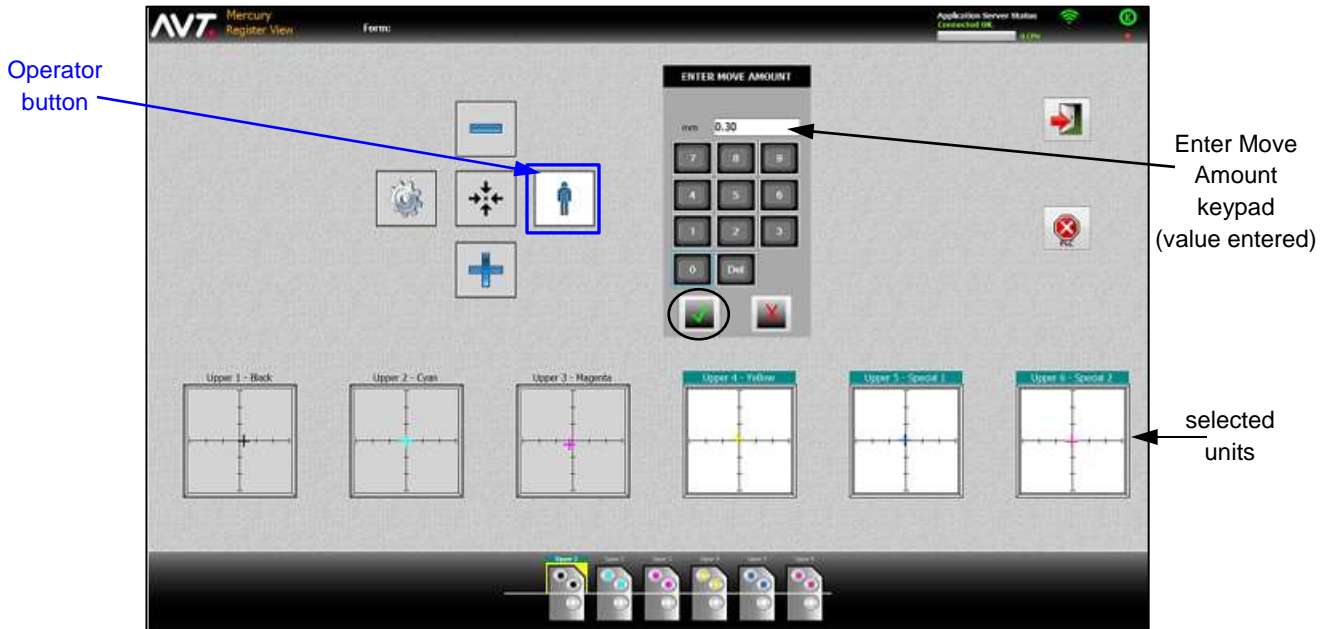 AVT
Mercury
Register View
Form:
Application Server Status
Connected OK
0 CPH
Operator
button
ENTER MOVE AMOUNT
mm 0.30
7 8 9
4 5 6
1 2 3
0 Del
Enter Move
Amount
keypad
(value entered)
Upper 1 - Black
Upper 2 - Cyan
Upper 3 - Magenta
Upper 4 - Yellow
Upper 5 - Special 1
Upper 6 - Special 2
selected
units